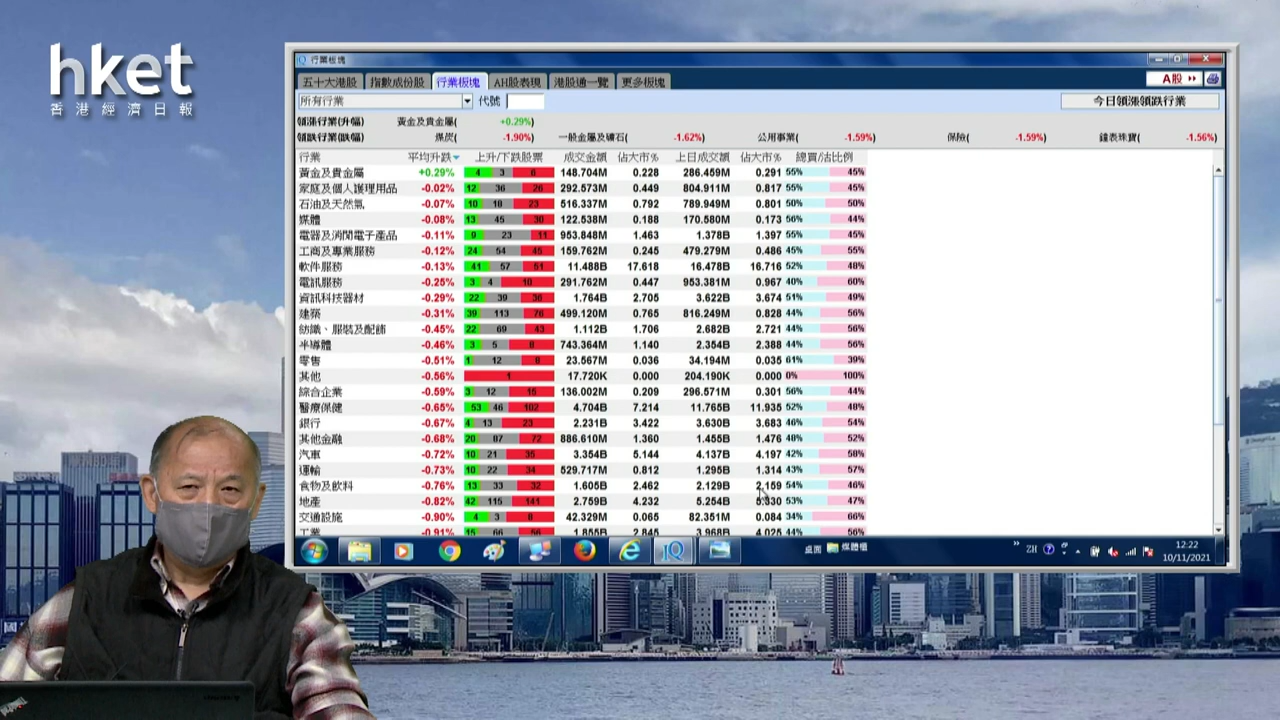 hket
香港經濟日報
行業板塊
五十大港股 指數成份股 行業板塊 AH股表現 港股通一覽 更多板塊 A股
所有行業 代號 今日領漲領跌行業
領漲行業(升幅) 黃金及貴金屬( +0.29%)
領跌行業(跌幅) 煤炭( -1.90%) 一般金屬及礦石( -1.62%) 公用事業( -1.59%) 保險( -1.59%) 鐘表珠寶( -1.56%)
行業 平均升跌 上升/下跌股票 成交金額 佔大市% 上日成交額 佔大市% 總買/沽比例
黃金及貴金屬 +0.29% 4 3 6 148.704M 0.228 286.459M 0.291 55% 45%
家庭及個人護理用品 -0.02% 12 36 26 292.573M 0.449 804.911M 0.817 55% 45%
石油及天然氣 -0.07% 10 18 23 516.337M 0.792 789.949M 0.801 50% 50%
媒體 -0.08% 13 45 30 122.538M 0.188 170.580M 0.173 56% 44%
電器及消閒電子產品 -0.11% 9 23 11 953.848M 1.463 1.378B 1.397 55% 45%
工商及專業服務 -0.12% 24 54 45 159.762M 0.245 479.279M 0.486 45% 55%
軟件服務 -0.13% 41 57 51 11.488B 17.618 16.478B 16.716 52% 48%
電訊服務 -0.25% 3 4 10 291.762M 0.447 953.381M 0.967 40% 60%
資訊科技器材 -0.29% 22 39 36 1.764B 2.705 3.622B 3.674 51% 49%
建築 -0.31% 39 113 76 499.120M 0.765 816.249M 0.828 44% 56%
紡織、服裝及配飾 -0.45% 22 69 43 1.112B 1.706 2.682B 2.721 44% 56%
半導體 -0.46% 3 5 8 743.364M 1.140 2.354B 2.388 44% 56%
零售 -0.51% 1 12 8 23.567M 0.036 34.194M 0.035 61% 39%
其他 -0.56% 1 17.720K 0.000 204.190K 0.000 0% 100%
綜合企業 -0.59% 3 12 15 136.002M 0.209 296.571M 0.301 56% 44%
醫療保健 -0.65% 53 46 102 4.704B 7.214 11.765B 11.935 52% 48%
銀行 -0.67% 4 13 23 2.231B 3.422 3.630B 3.683 46% 54%
其他金融 -0.68% 20 87 72 886.610M 1.360 1.455B 1.476 48% 52%
汽車 -0.72% 10 21 35 3.354B 5.144 4.137B 4.197 42% 58%
運輸 -0.73% 10 22 34 529.717M 0.812 1.295B 1.314 43% 57%
食物及飲料 -0.76% 13 33 32 1.605B 2.462 2.129B 2.159 54% 46%
地產 -0.82% 42 115 141 2.759B 4.232 5.254B 5.330 53% 47%
交通設施 -0.90% 4 3 8 42.329M 0.065 82.351M 0.084 34% 66%
工業 -0.91% 15 66 56 1.855B 2.845 3.968B 4.025 44% 56%
桌面 媒體櫃 ZH 12:22
10/11/2021